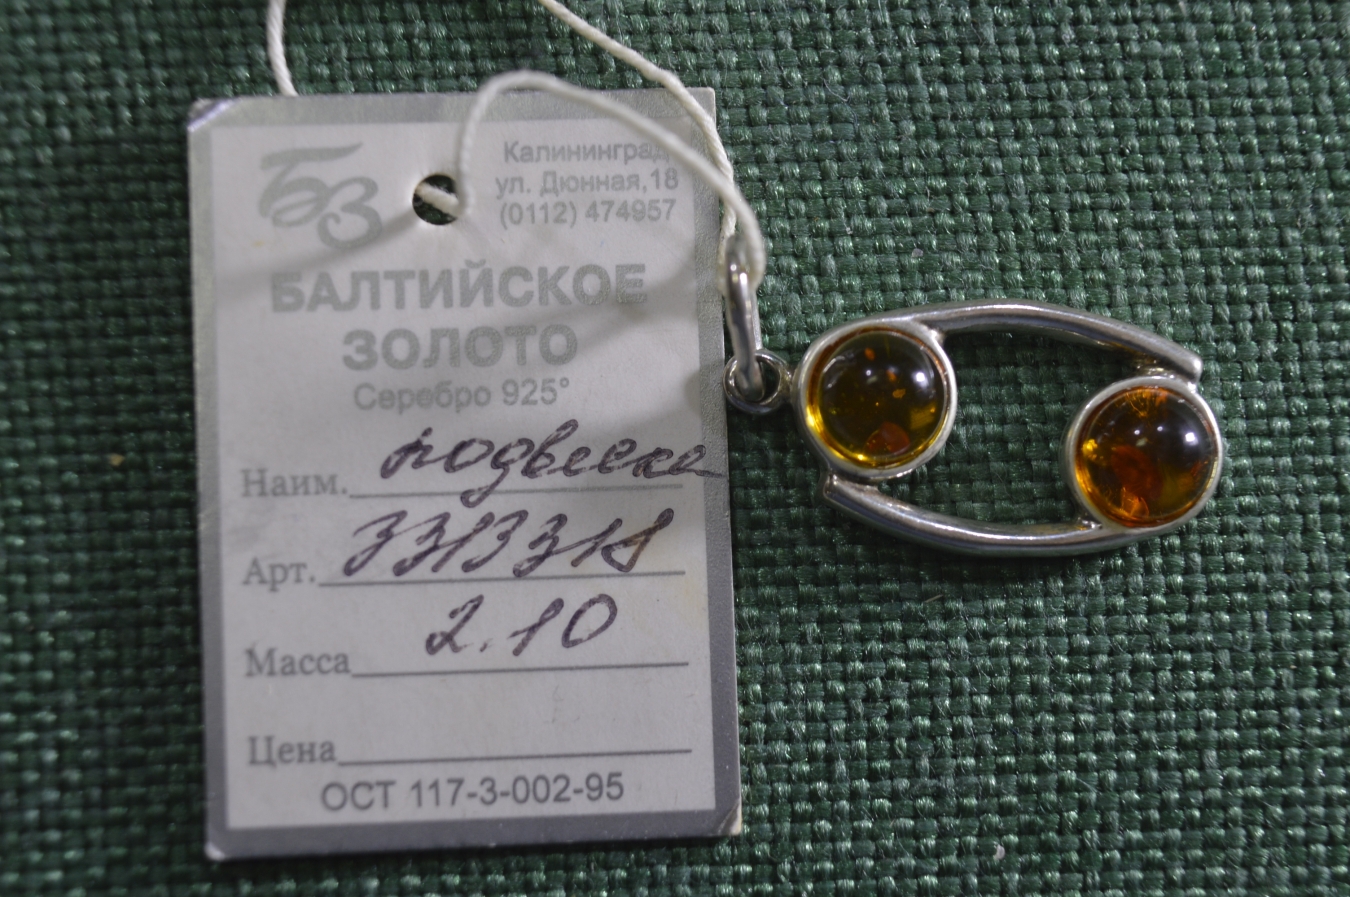 БЗ
Калининград,
ул. Дюнная,18
(0112) 474957
БАЛТИЙСКОЕ
ЗОЛОТО
Серебро 925°
Наим. подвеска
Арт.
Масса 2.10
Цена
ОСТ 117-3-002-95